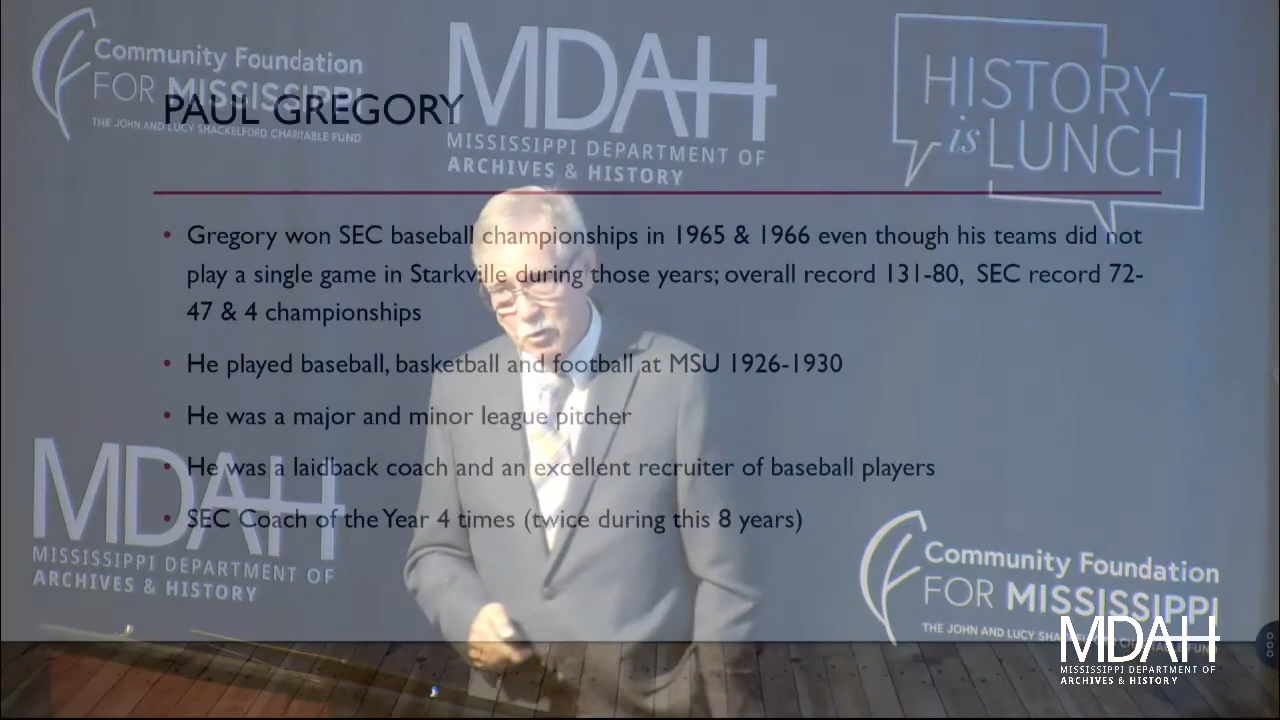 Community Foundation
FOR MISSISSIPPI
THE JOHN AND LUCY SHACKELFORD CHARITABLE FUND
MDAH
MISSISSIPPI DEPARTMENT OF
ARCHIVES & HISTORY
HISTORY
is LUNCH
PAUL GREGORY
• Gregory won SEC baseball championships in 1965 & 1966 even though his teams did not
play a single game in Starkville during those years; overall record 131-80, SEC record 72-
47 & 4 championships
• He played baseball, basketball and football at MSU 1926-1930
• He was a major and minor league pitcher
• He was a laidback coach and an excellent recruiter of baseball players
• SEC Coach of the Year 4 times (twice during this 8 years)
MDAH
MISSISSIPPI DEPARTMENT OF
ARCHIVES & HISTORY
Community Foundation
FOR MISSISSIPPI
THE JOHN AND LUCY SHACKELFORD CHARITABLE FUND
MDAH
MISSISSIPPI DEPARTMENT OF
ARCHIVES & HISTORY